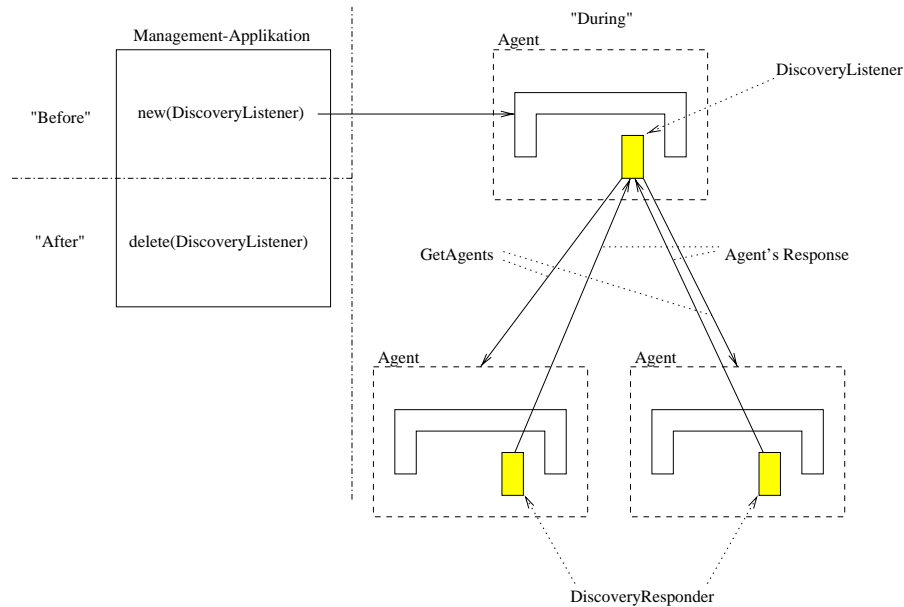 "During"
Management-Applikation
Agent
DiscoveryListener
"Before"
new(DiscoveryListener)
"After"
delete(DiscoveryListener)
GetAgents
Agent's Response
Agent
Agent
DiscoveryResponder